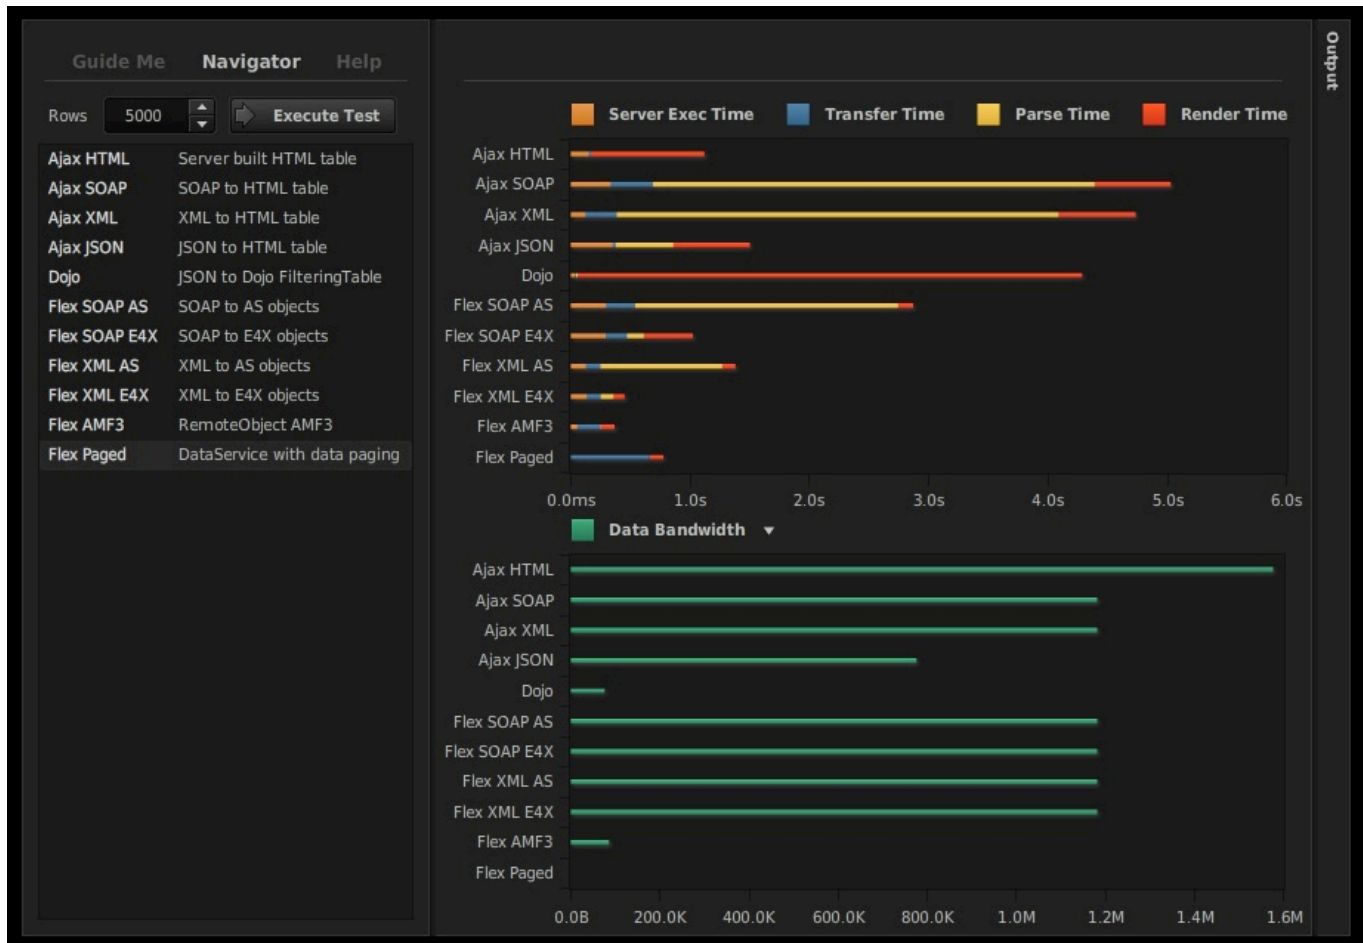 Guide Me Navigator Help
Rows 5000 Execute Test
Ajax HTML Server built HTML table
Ajax SOAP SOAP to HTML table
Ajax XML XML to HTML table
Ajax JSON JSON to HTML table
Dojo JSON to Dojo FilteringTable
Flex SOAP AS SOAP to AS objects
Flex SOAP E4X SOAP to E4X objects
Flex XML AS XML to AS objects
Flex XML E4X XML to E4X objects
Flex AMF3 RemoteObject AMF3
Flex Paged DataService with data paging
Server Exec Time Transfer Time Parse Time Render Time
Ajax HTML
Ajax SOAP
Ajax XML
Ajax JSON
Dojo
Flex SOAP AS
Flex SOAP E4X
Flex XML AS
Flex XML E4X
Flex AMF3
Flex Paged
0.0ms 1.0s 2.0s 3.0s 4.0s 5.0s 6.0s
Data Bandwidth
Ajax HTML
Ajax SOAP
Ajax XML
Ajax JSON
Dojo
Flex SOAP AS
Flex SOAP E4X
Flex XML AS
Flex XML E4X
Flex AMF3
Flex Paged
0.0B 200.0K 400.0K 600.0K 800.0K 1.0M 1.2M 1.4M 1.6M
Output